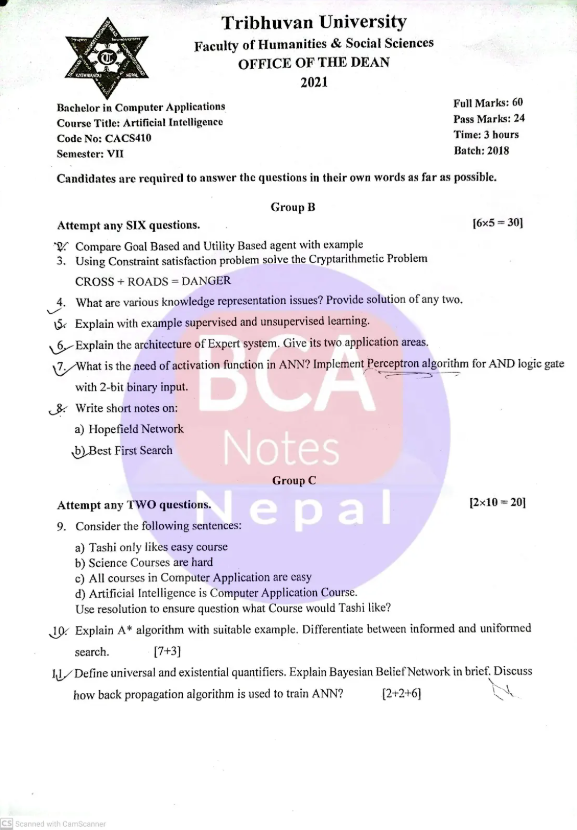 Tribhuvan University
Faculty of Humanities & Social Sciences
OFFICE OF THE DEAN
2021
Bachelor in Computer Applications
Course Title: Artificial Intelligence
Code No: CACS410
Semester: VII
Full Marks: 60
Pass Marks: 24
Time: 3 hours
Batch: 2018
Candidates are required to answer the questions in their own words as far as possible.
Group B
Attempt any SIX questions. [6×5 = 30]
2. Compare Goal Based and Utility Based agent with example
3. Using Constraint satisfaction problem solve the Cryptarithmetic Problem
CROSS + ROADS = DANGER
4. What are various knowledge representation issues? Provide solution of any two.
5. Explain with example supervised and unsupervised learning.
6. Explain the architecture of Expert system. Give its two application areas.
7. What is the need of activation function in ANN? Implement Perceptron algorithm for AND logic gate
with 2-bit binary input.
8. Write short notes on:
a) Hopefield Network
b) Best First Search
BCA
Notes
Nepal
Group C
Attempt any TWO questions. [2×10 = 20]
9. Consider the following sentences:
a) Tashi only likes easy course
b) Science Courses are hard
c) All courses in Computer Application are easy
d) Artificial Intelligence is Computer Application Course.
Use resolution to ensure question what Course would Tashi like?
10. Explain A* algorithm with suitable example. Differentiate between informed and uniformed
search. [7+3]
11. Define universal and existential quantifiers. Explain Bayesian Belief Network in brief. Discuss
how back propagation algorithm is used to train ANN? [2+2+6]
CS Scanned with CamScanner